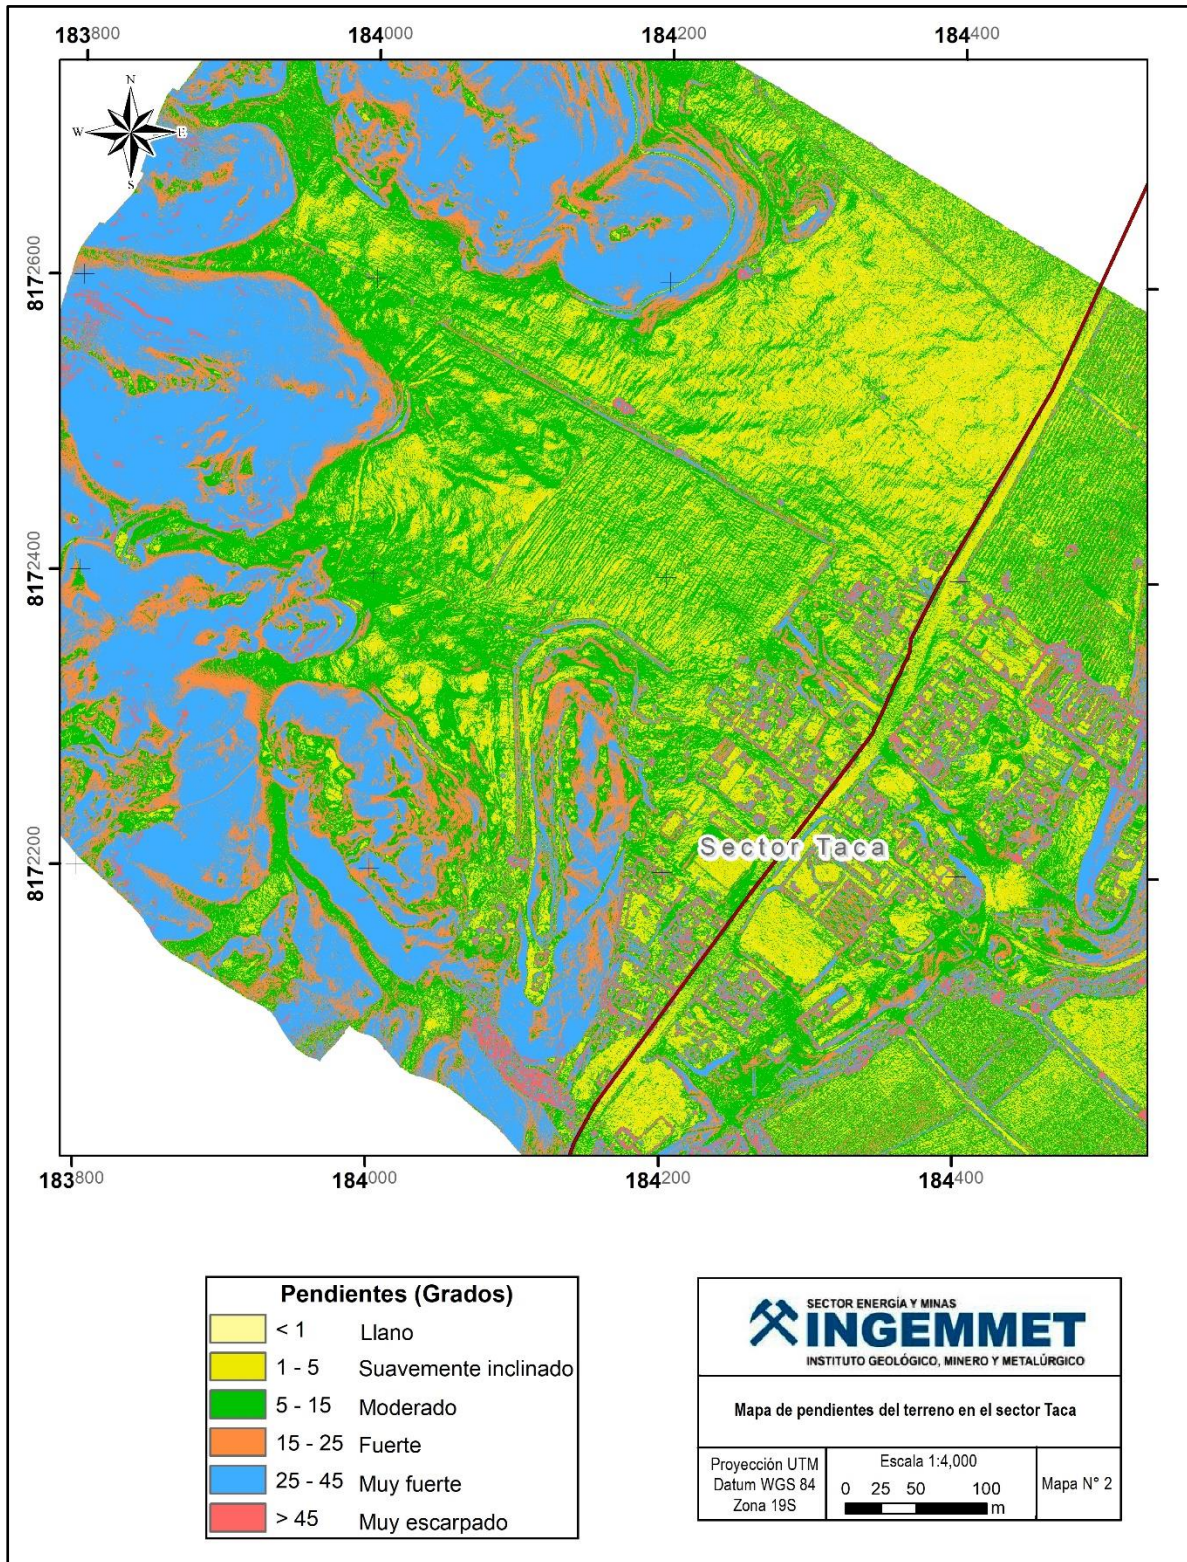 183800 184000 184200 184400
N
W E
S
8172600
8172400
8172200
Sector Taca
183800 184000 184200 184400
Pendientes (Grados)
< 1 Llano
1 - 5 Suavemente inclinado
5 - 15 Moderado
15 - 25 Fuerte
25 - 45 Muy fuerte
> 45 Muy escarpado
SECTOR ENERGÍA Y MINAS
INGEMMET
INSTITUTO GEOLÓGICO, MINERO Y METALÚRGICO
Mapa de pendientes del terreno en el sector Taca
Proyección UTM
Datum WGS 84
Zona 19S
Escala 1:4,000
0 25 50 100
m
Mapa N° 2